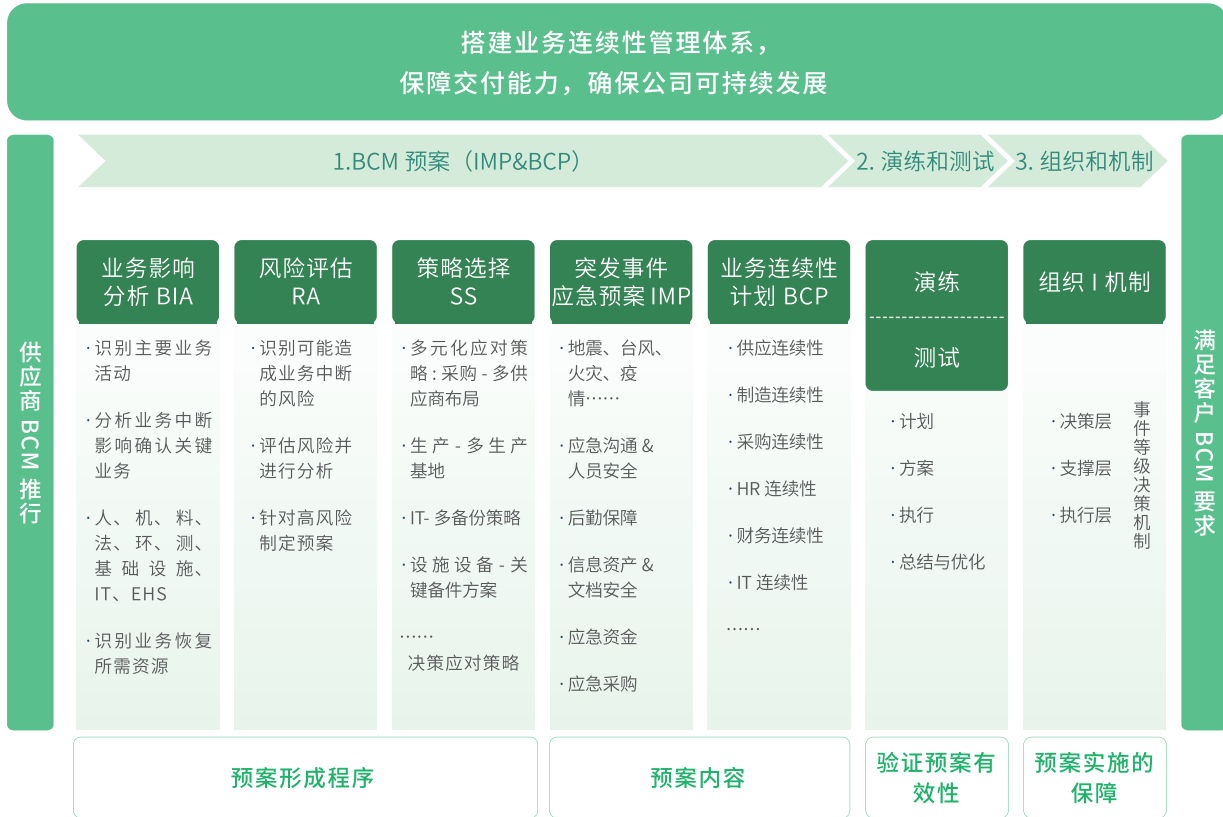 搭建业务连续性管理体系，
保障交付能力，确保公司可持续发展
供应商 BCM 推行
1.BCM 预案（IMP&BCP）
2. 演练和测试
3. 组织和机制
业务影响
分析 BIA
·识别主要业务
活动
·分析业务中断
影响确认关键
业务
·人、机、料、
法、环、测、
基础设施、
IT、EHS
·识别业务恢复
所需资源
风险评估
RA
·识别可能造
成业务中断
的风险
·评估风险并
进行分析
·针对高风险
制定预案
策略选择
SS
·多元化应对策
略:采购-多供
应商布局
·生产-多生产
基地
·IT-多备份策略
·设施设备-关
键备件方案
……
决策应对策略
突发事件
应急预案 IMP
·地震、台风、
火灾、疫
情……
·应急沟通 &
人员安全
·后勤保障
·信息资产 &
文档安全
·应急资金
·应急采购
业务连续性
计划 BCP
·供应连续性
·制造连续性
·采购连续性
·HR 连续性
·财务连续性
·IT 连续性
……
演练
测试
·计划
·方案
·执行
·总结与优化
组织 I 机制
·决策层
·支撑层
·执行层
事件等级决策机制
满足客户 BCM 要求
预案形成程序
预案内容
验证预案有
效性
预案实施的
保障